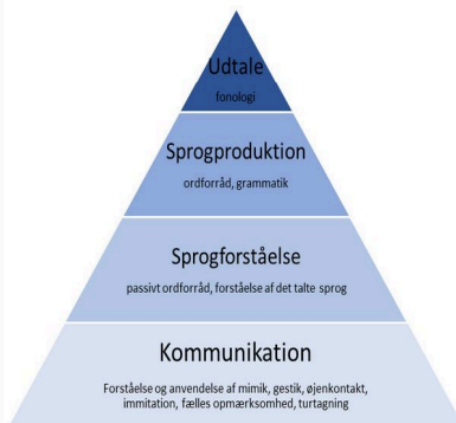 Udtale
fonologi
Sprogproduktion
ordforråd, grammatik
Sprogforståelse
passivt ordforråd, forståelse af det talte sprog
Kommunikation
Forståelse og anvendelse af mimik, gestik, øjenkontakt,
immitation, fælles opmærksomhed, turtagning